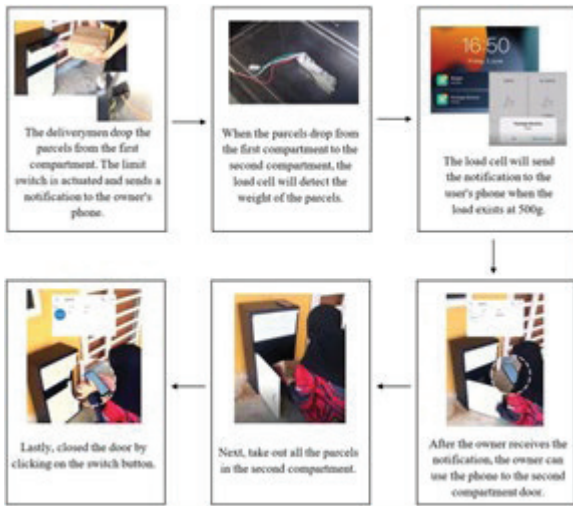 The deliverymen drop the
parcels from the first
compartment. The limit
switch is actuated and sends a
notification to the owner's
phone.
When the parcels drop from
the first compartment to the
second compartment, the
load cell will detect the
weight of the parcels.
16:50
The load cell will send
the notification to the
user's phone when the
load exists at 500g.
After the owner receives the
notification, the owner can
use the phone to the second
compartment door.
Next, take out all the parcels
in the second compartment.
Lastly, closed the door by
clicking on the switch button.